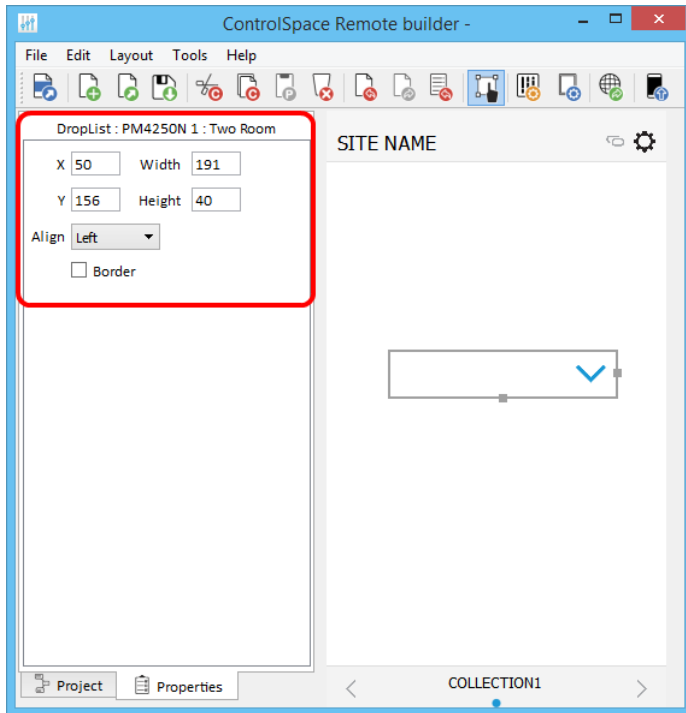 ControlSpace Remote builder -
File Edit Layout Tools Help
DropList : PM4250N 1 : Two Room
X 50 Width 191
Y 156 Height 40
Align Left
Border
SITE NAME
Project Properties
COLLECTION1